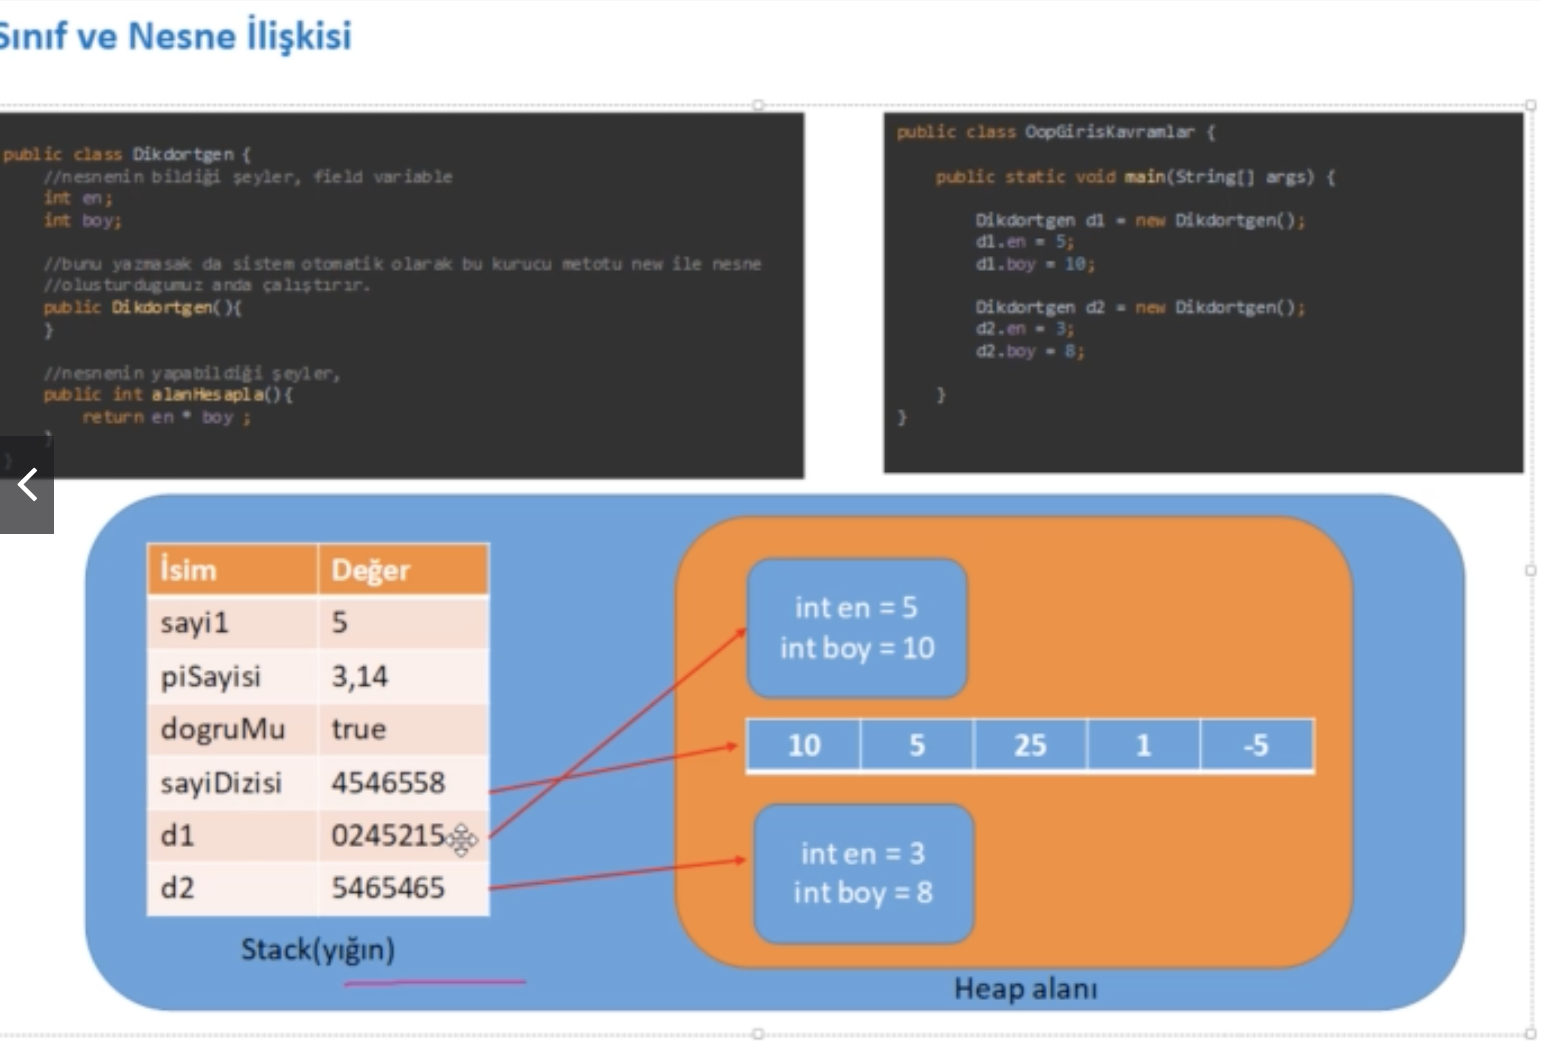 Sınıf ve Nesne İlişkisi
public class Dikdortgen {
//nesnenin bildiği şeyler, field variable
int en;
int boy;
//bunu yazmasak da sistem otomatik olarak bu kurucu metotu new ile nesne
//olusturdugumuz anda çalıştırır.
public Dikdortgen(){
}
//nesnenin yapabildiği şeyler,
public int alanHesapla(){
return en * boy ;
}
}
public class OopGirisKavramlar {
public static void main(String[] args) {
Dikdortgen d1 = new Dikdortgen();
d1.en = 5;
d1.boy = 10;
Dikdortgen d2 = new Dikdortgen();
d2.en = 3;
d2.boy = 8;
}
}
İsim Değer
sayi1 5
piSayisi 3,14
dogruMu true
sayiDizisi 4546558
d1 0245215
d2 5465465
Stack(yığın)
int en = 5
int boy = 10
10 5 25 1 -5
int en = 3
int boy = 8
Heap alanı